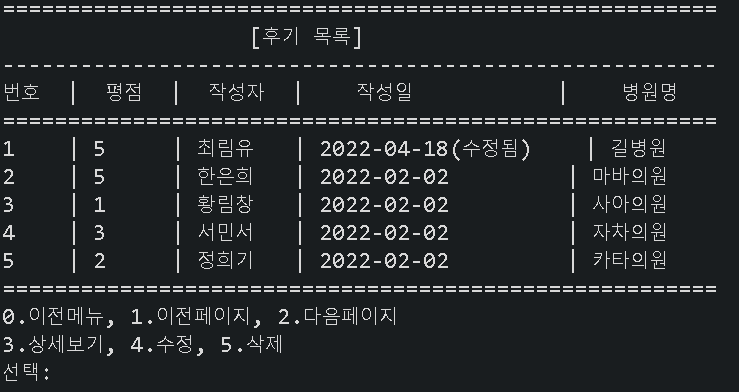 =======================================================
[후기 목록]
-------------------------------------------------------
번호 | 평점 | 작성자 | 작성일 | 병원명
=======================================================
1 | 5 | 최림유 | 2022-04-18(수정됨) | 길병원
2 | 5 | 한은희 | 2022-02-02 | 마바의원
3 | 1 | 황림창 | 2022-02-02 | 사아의원
4 | 3 | 서민서 | 2022-02-02 | 자차의원
5 | 2 | 정희기 | 2022-02-02 | 카타의원
=======================================================
0.이전메뉴, 1.이전페이지, 2.다음페이지
3.상세보기, 4.수정, 5.삭제
선택: